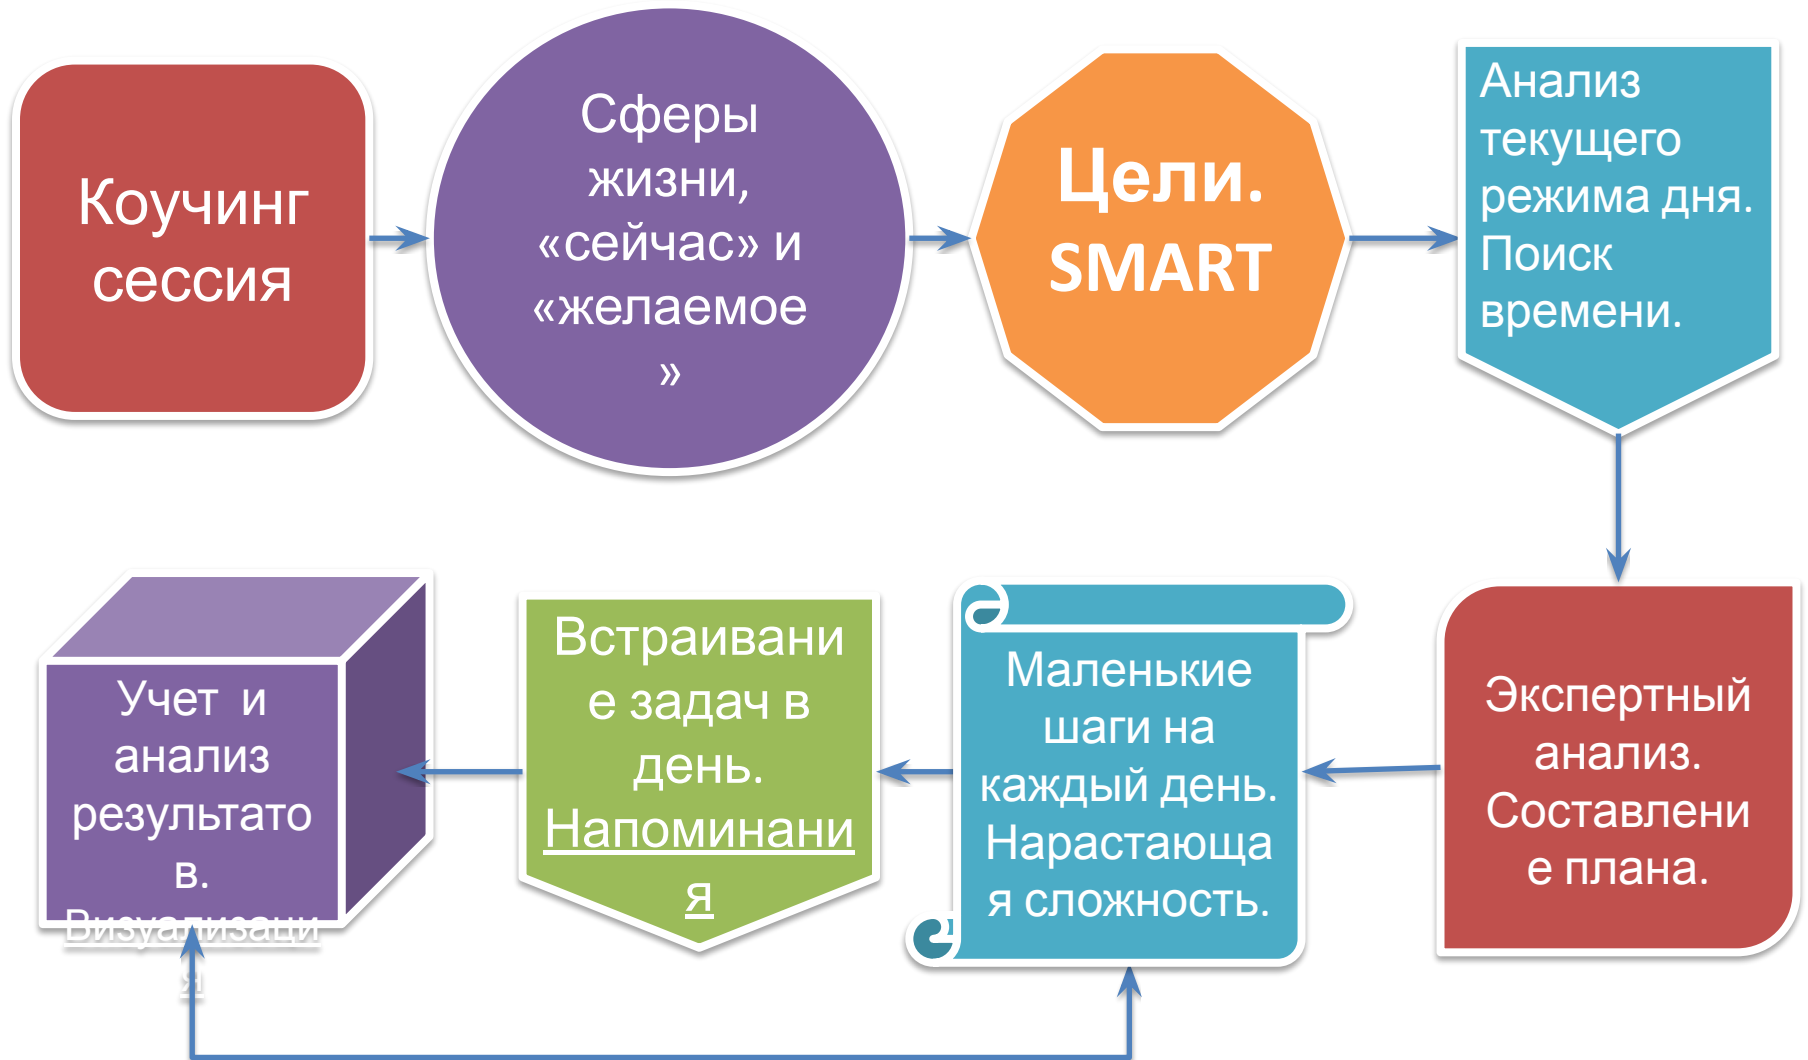 Коучинг
сессия
Сферы
жизни,
«сейчас» и
«желаемое
»
Цели.
SMART
Анализ
текущего
режима дня.
Поиск
времени.
Учет  и
анализ
результато
в.
Визуализаци
я
Встраивани
е задач в
день.
Напоминани
я
Маленькие
шаги на
каждый день.
Нарастающа
я сложность.
Экспертный
анализ.
Составлени
е плана.